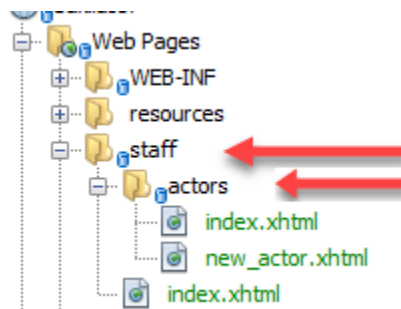 Web Pages
WEB-INF
resources
staff
actors
index.xhtml
new_actor.xhtml
index.xhtml